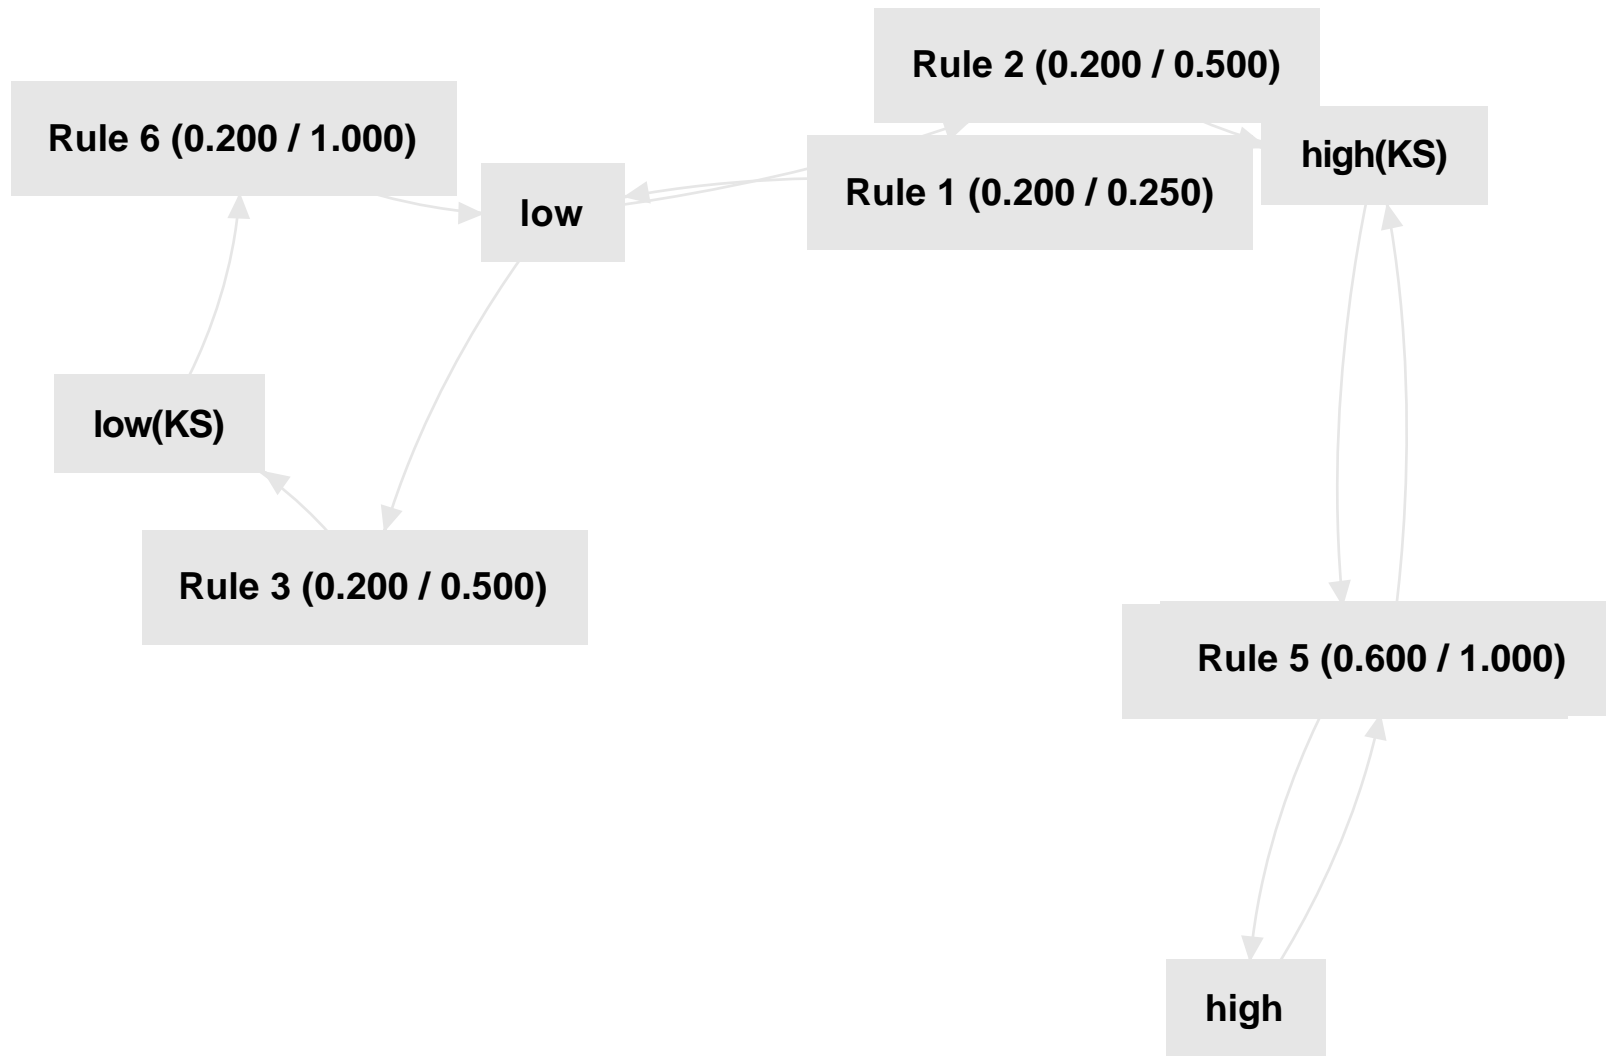 Rule 2 (0.200 / 0.500)
Rule 6 (0.200 / 1.000)
high(KS)
Rule 1 (0.200 / 0.250)
low
low(KS)
Rule 3 (0.200 / 0.500)
Rule 5 (0.600 / 1.000)
high